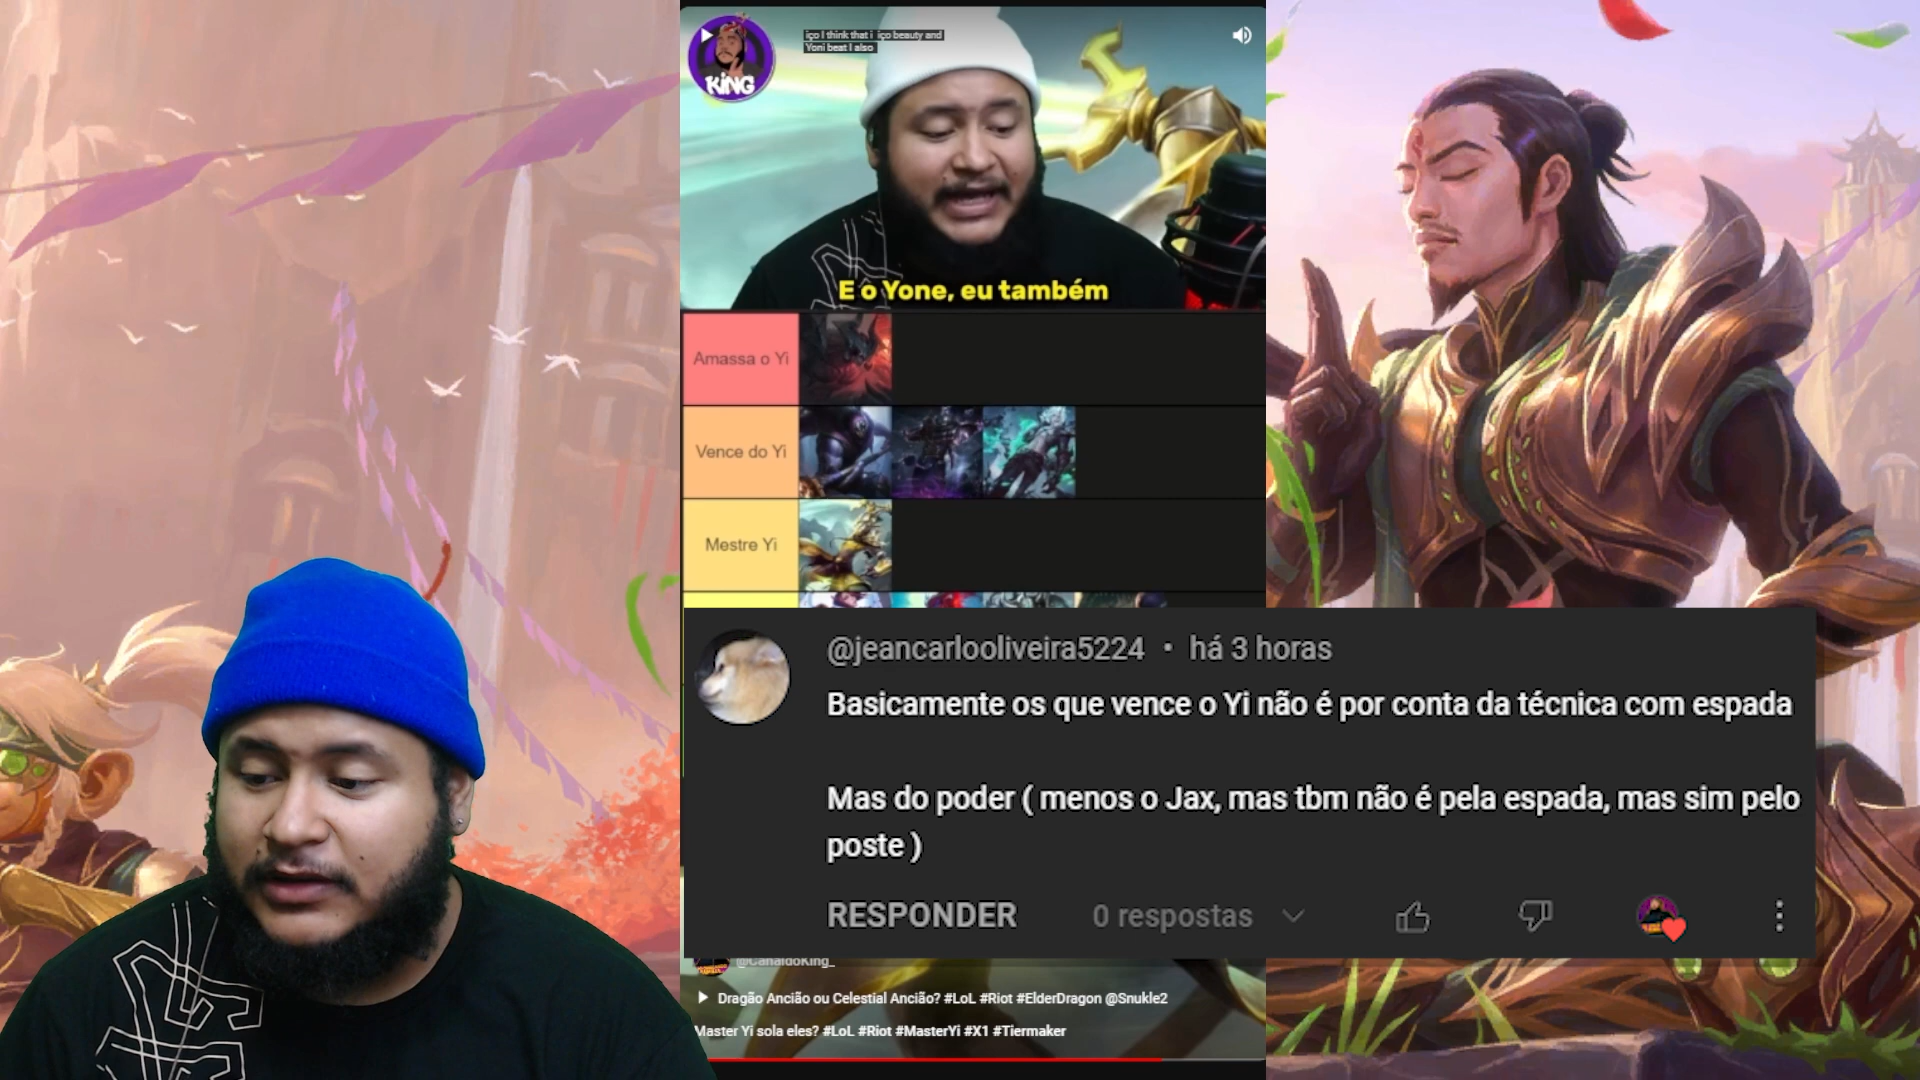 KING
iço I think that i iço beauty and
Yoni beat I also
E o Yone, eu também
Amassa o Yi
Vence do Yi
Mestre Yi
@jeancarlooliveira5224 • há 3 horas
Basicamente os que vence o Yi não é por conta da técnica com espada
Mas do poder ( menos o Jax, mas tbm não é pela espada, mas sim pelo
poste )
RESPONDER 0 respostas
@CanaldoKing_
Dragão Ancião ou Celestial Ancião? #LoL #Riot #ElderDragon @Snukle2
Master Yi sola eles? #LoL #Riot #MasterYi #X1 #Tiermaker